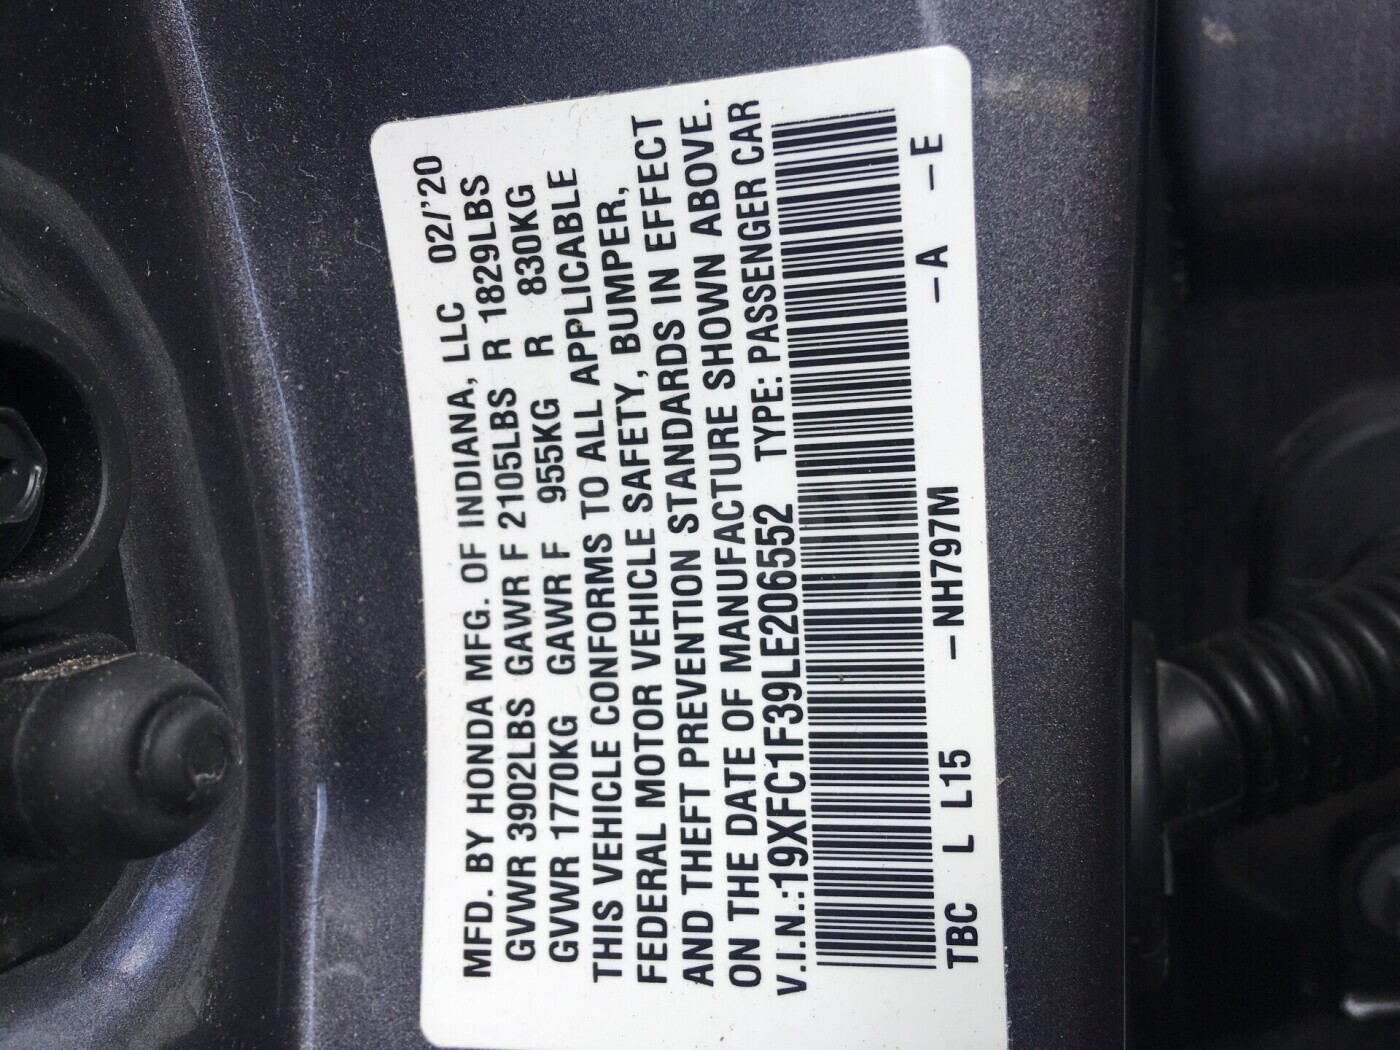 MFD. BY HONDA MFG. OF INDIANA, LLC 02/'20
GVWR 3902LBS GAWR F 2105LBS R 1829LBS
GVWR 1770KG GAWR F 955KG R 830KG
THIS VEHICLE CONFORMS TO ALL APPLICABLE
FEDERAL MOTOR VEHICLE SAFETY, BUMPER,
AND THEFT PREVENTION STANDARDS IN EFFECT
ON THE DATE OF MANUFACTURE SHOWN ABOVE.
V.I.N.:19XFC1F39LE206552 TYPE: PASSENGER CAR
TBC L L15 –NH797M –A –E